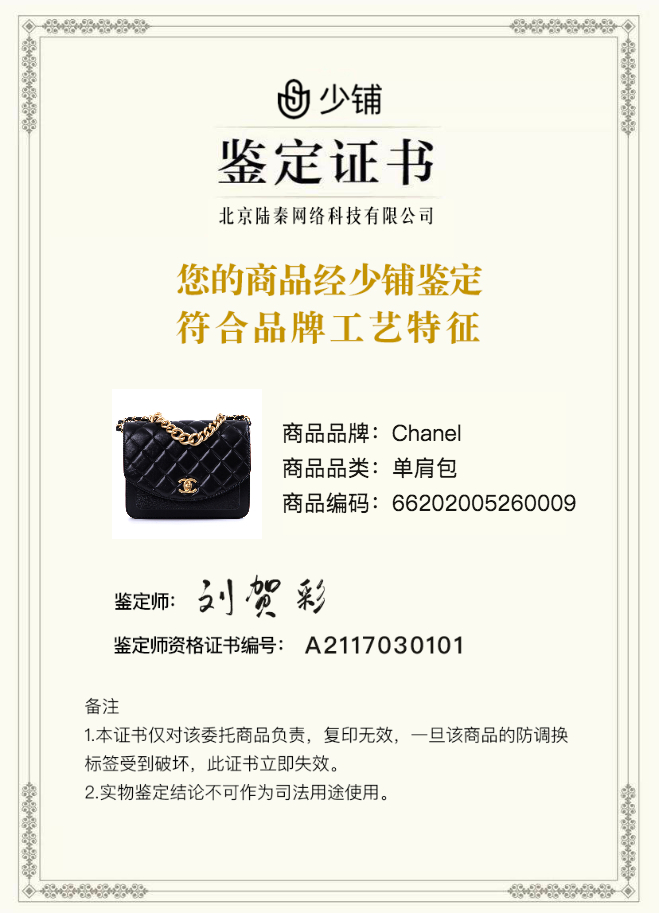 少铺
鉴定证书
北京陆秦网络科技有限公司
您的商品经少铺鉴定
符合品牌工艺特征
商品品牌：Chanel
商品品类：单肩包
商品编码：66202005260009
鉴定师：刘贺彩
鉴定师资格证书编号：A2117030101
备注
1.本证书仅对该委托商品负责，复印无效，一旦该商品的防调换
标签受到破坏，此证书立即失效。
2.实物鉴定结论不可作为司法用途使用。